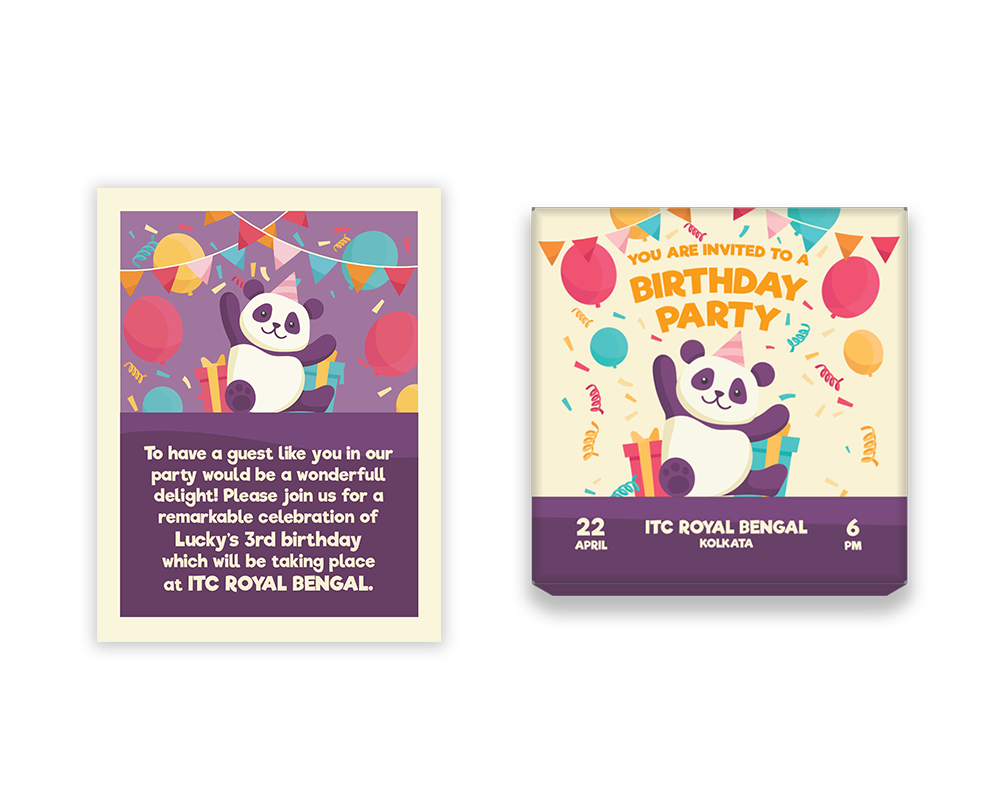 To have a guest like you in our
party would be a wonderfull
delight! Please join us for a
remarkable celebration of
Lucky's 3rd birthday
which will be taking place
at ITC ROYAL BENGAL.
YOU ARE INVITED TO A
BIRTHDAY
PARTY
22
APRIL
ITC ROYAL BENGAL
KOLKATA
6
PM